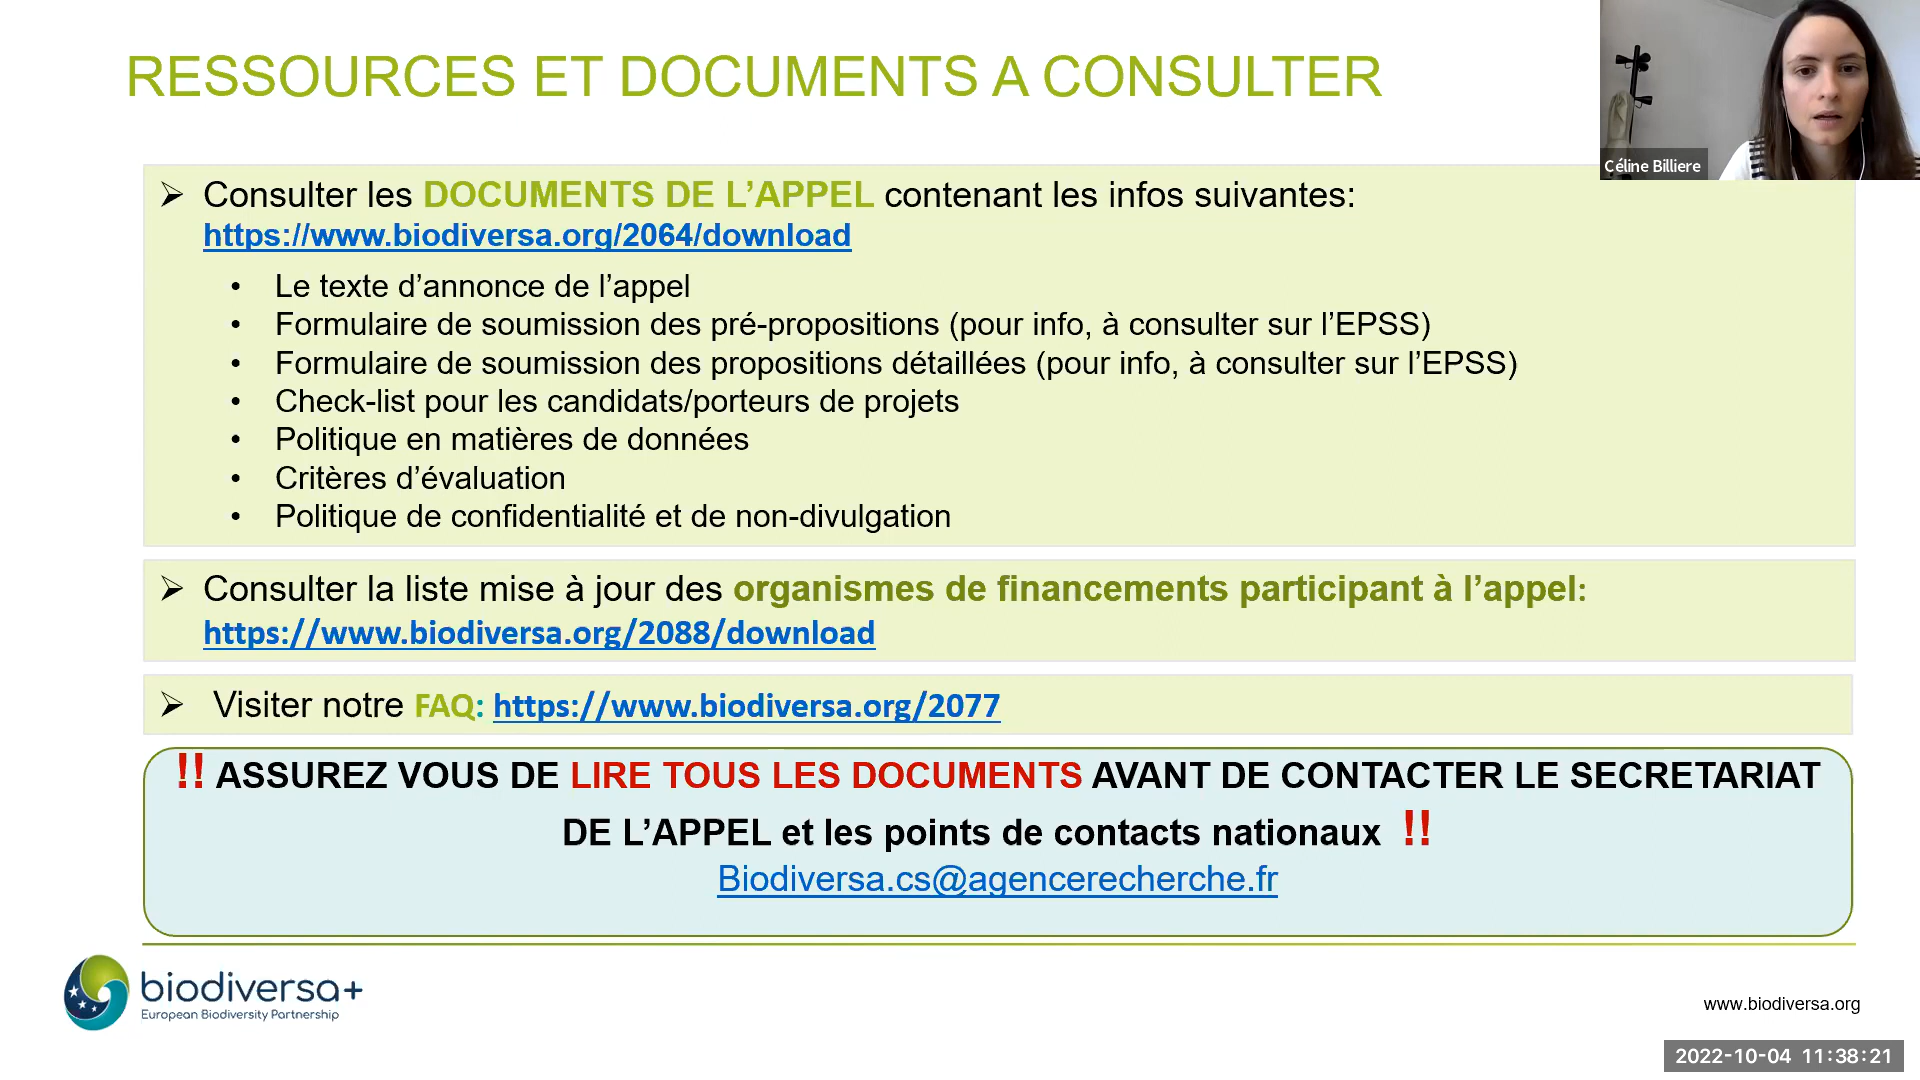 RESSOURCES ET DOCUMENTS A CONSULTER
Céline Billiere
➢ Consulter les DOCUMENTS DE L’APPEL contenant les infos suivantes:
https://www.biodiversa.org/2064/download
• Le texte d’annonce de l’appel
• Formulaire de soumission des pré-propositions (pour info, à consulter sur l’EPSS)
• Formulaire de soumission des propositions détaillées (pour info, à consulter sur l’EPSS)
• Check-list pour les candidats/porteurs de projets
• Politique en matières de données
• Critères d’évaluation
• Politique de confidentialité et de non-divulgation
➢ Consulter la liste mise à jour des organismes de financements participant à l’appel:
https://www.biodiversa.org/2088/download
➢ Visiter notre FAQ: https://www.biodiversa.org/2077
!! ASSUREZ VOUS DE LIRE TOUS LES DOCUMENTS AVANT DE CONTACTER LE SECRETARIAT
DE L’APPEL et les points de contacts nationaux !!
Biodiversa.cs@agencerecherche.fr
biodiversa+
European Biodiversity Partnership
www.biodiversa.org
2022-10-04 11:38:21